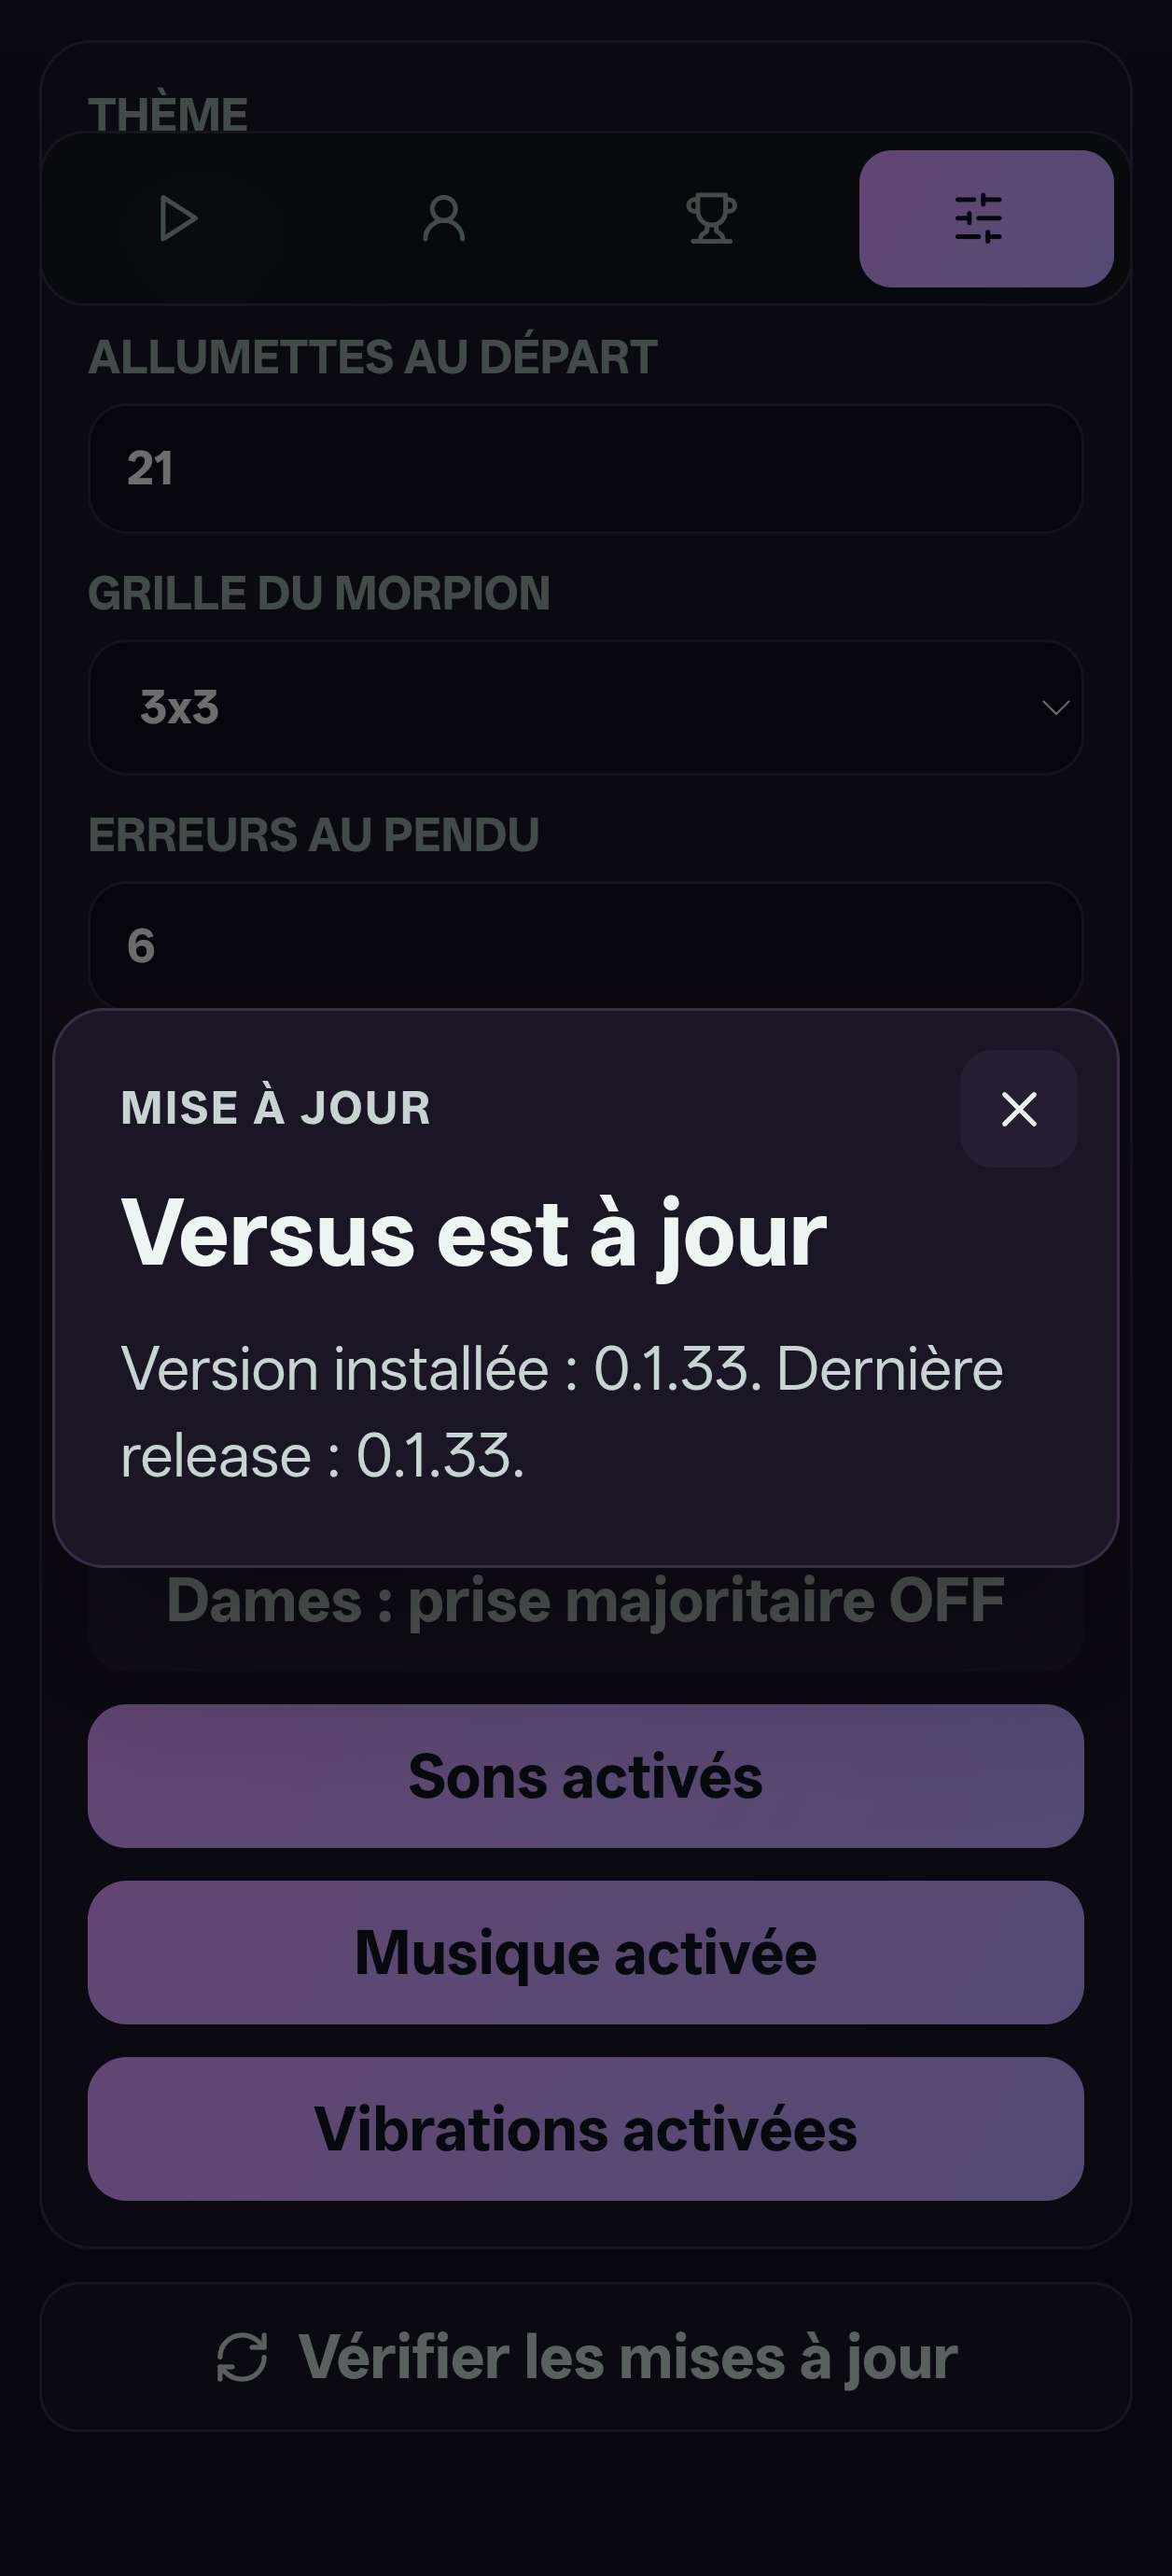 THÈME
ALLUMETTES AU DÉPART
21
GRILLE DU MORPION
3x3
ERREURS AU PENDU
6
MISE À JOUR
Versus est à jour
Version installée : 0.1.33. Dernière
release : 0.1.33.
Dames : prise majoritaire OFF
Sons activés
Musique activée
Vibrations activées
Vérifier les mises à jour